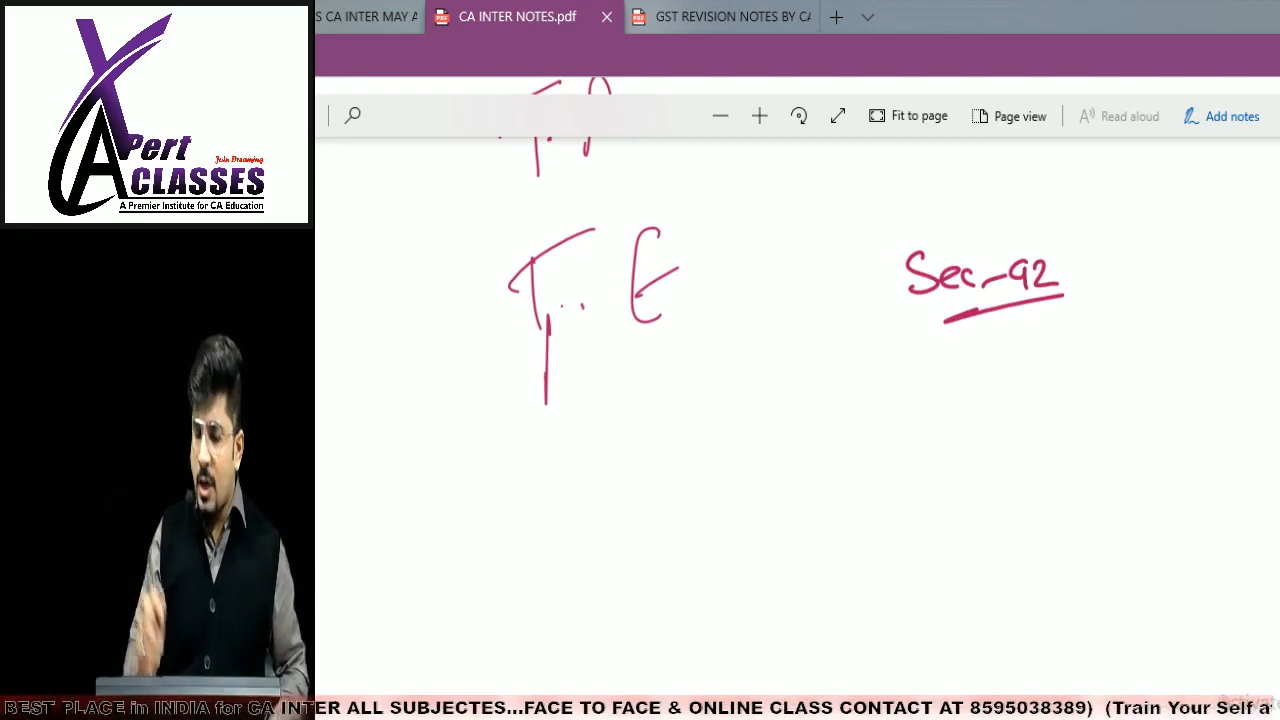 S CA INTER MAY A
CA INTER NOTES.pdf
GST REVISION NOTES BY CA
Fit to page
Page view
Read aloud
Add notes
XPert
Join Dreaming
CA CLASSES
A Premier Institute for CA Education
T.. E
Sec-92
BEST PLACE in INDIA for CA INTER ALL SUBJECTES...FACE TO FACE & ONLINE CLASS CONTACT AT 8595038389) (Train Your Self a